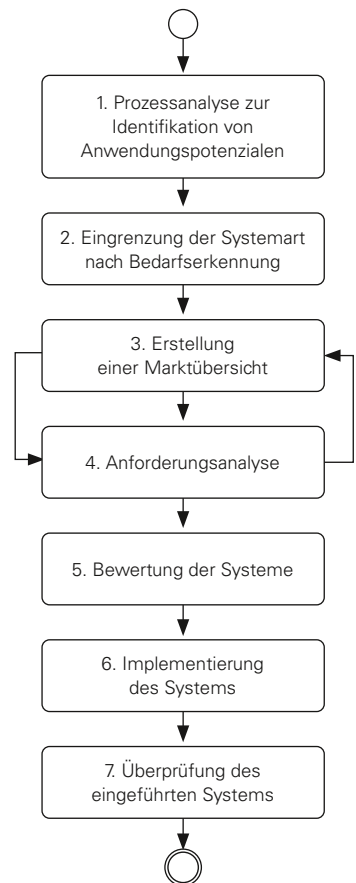 1. Prozessanalyse zur
Identifikation von
Anwendungspotenzialen
2. Eingrenzung der Systemart
nach Bedarfserkennung
3. Erstellung
einer Marktübersicht
4. Anforderungsanalyse
5. Bewertung der Systeme
6. Implementierung
des Systems
7. Überprüfung des
eingeführten Systems